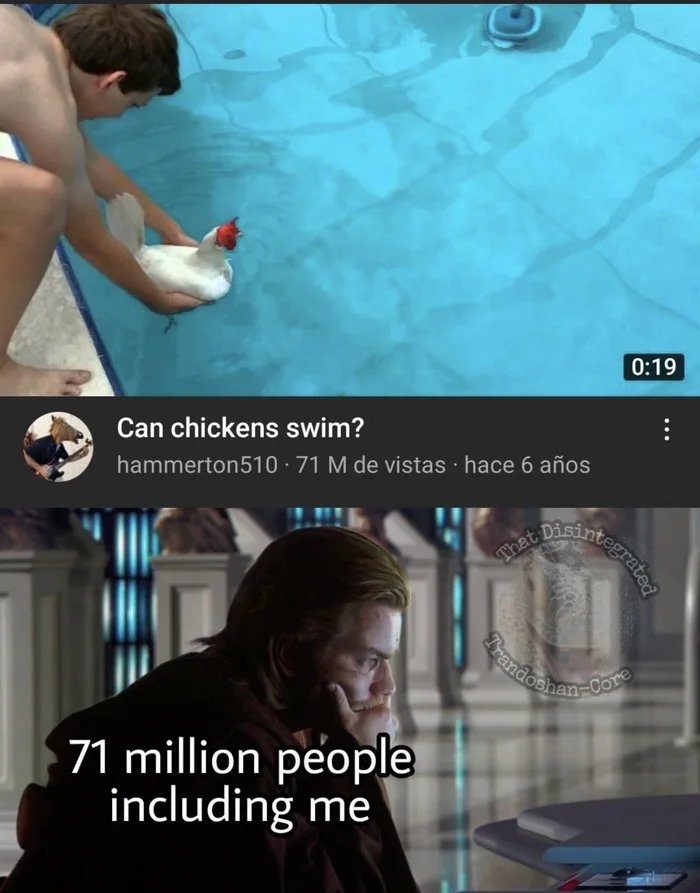 0:19
Can chickens swim?
hammerton510 · 71 M de vistas · hace 6 años
That Disintegrated
Trandoshan-Core
71 million people
including me